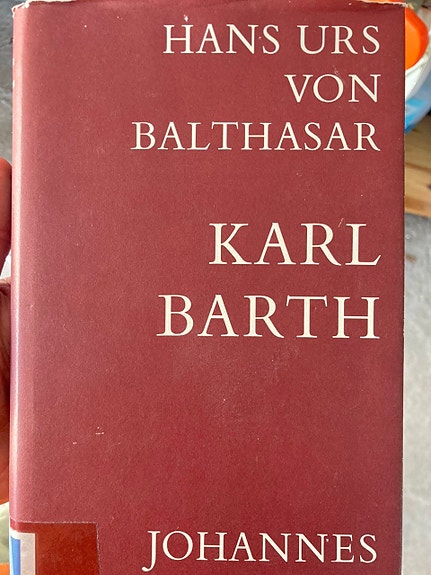 HANS URS
VON
BALTHASAR
KARL
BARTH
JOHANNES